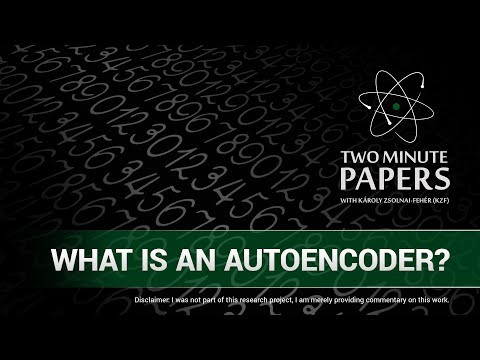 TWO MINUTE
PAPERS
WITH KÁROLY ZSOLNAI-FEHÉR (KZF)
WHAT IS AN AUTOENCODER?
Disclaimer: I was not part of this research project, I am merely providing commentary on this work.